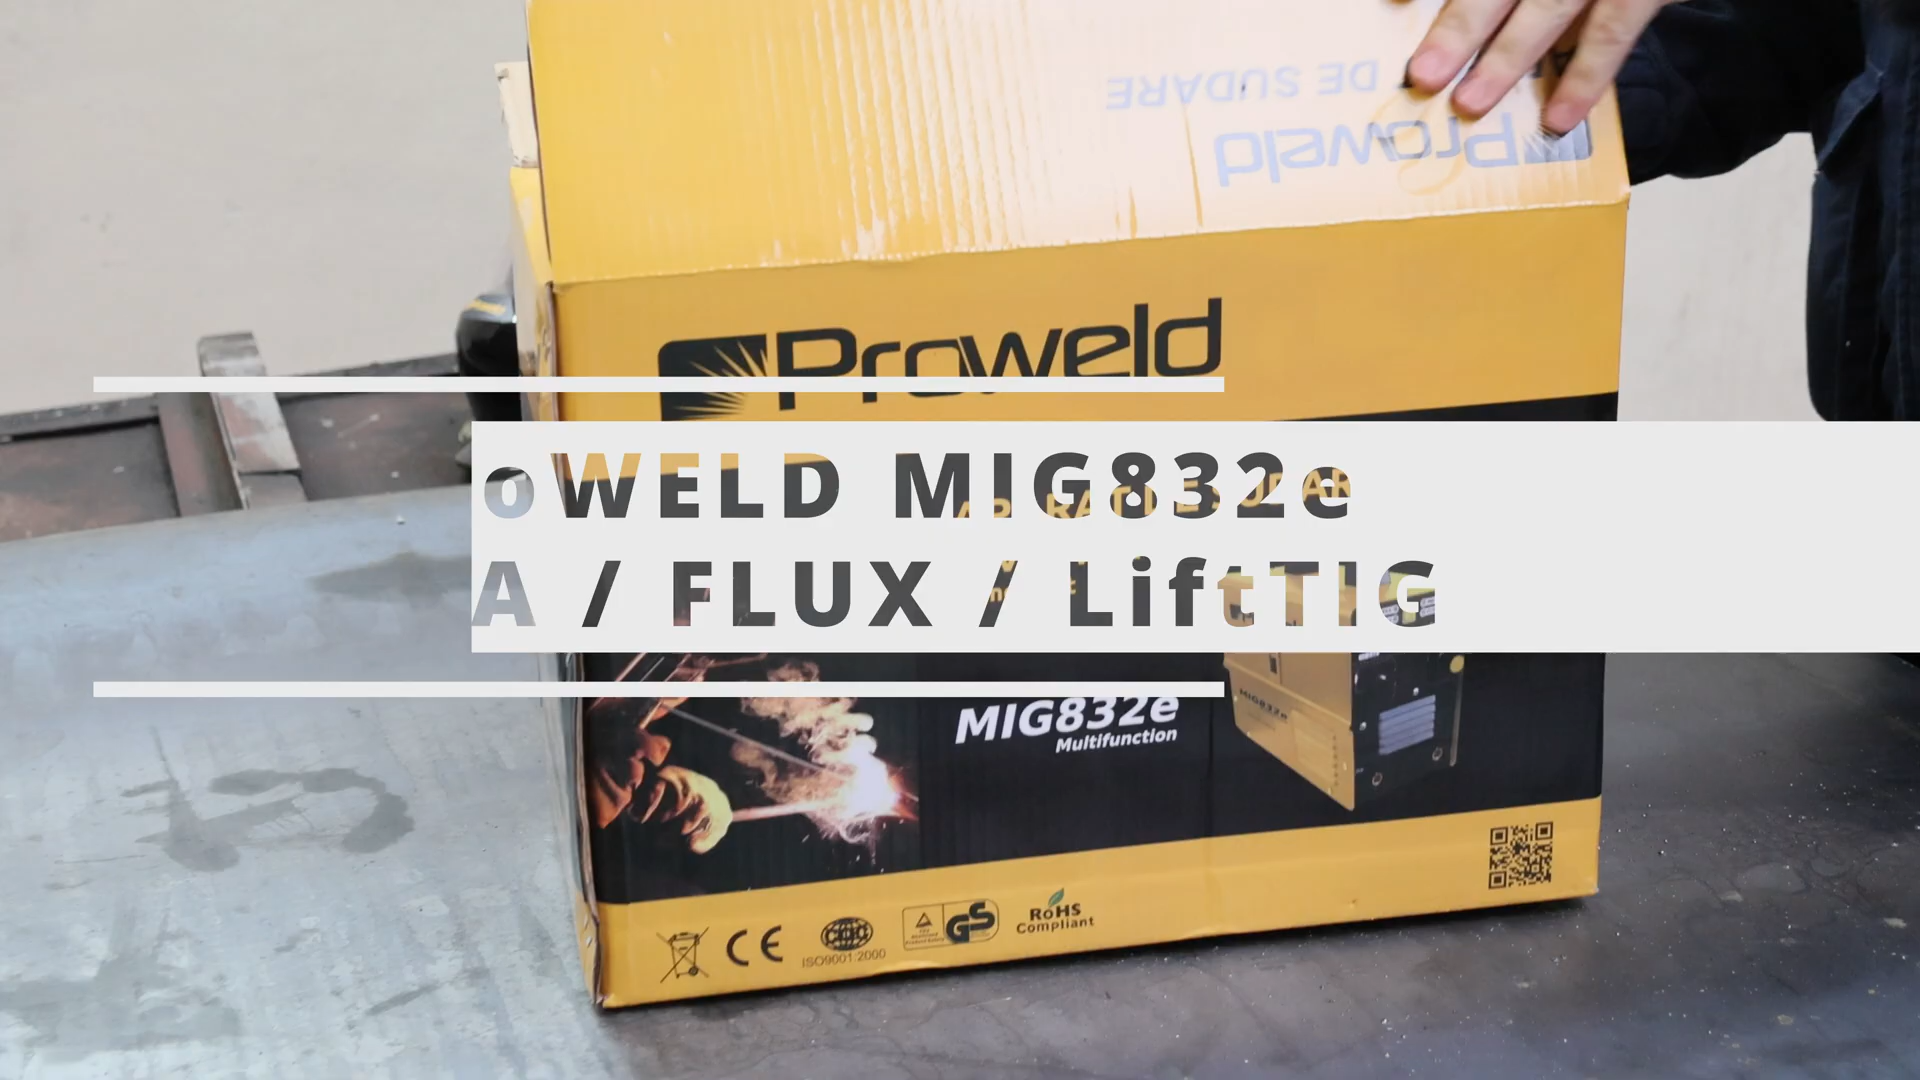 DE SUDARE
Proweld
Proweld
oWELD MIG832e
A / FLUX / LiftTIG
MIG832e
Multifunction
MIG832e
CE
ISO9001:2000
GS
RoHS
Compliant